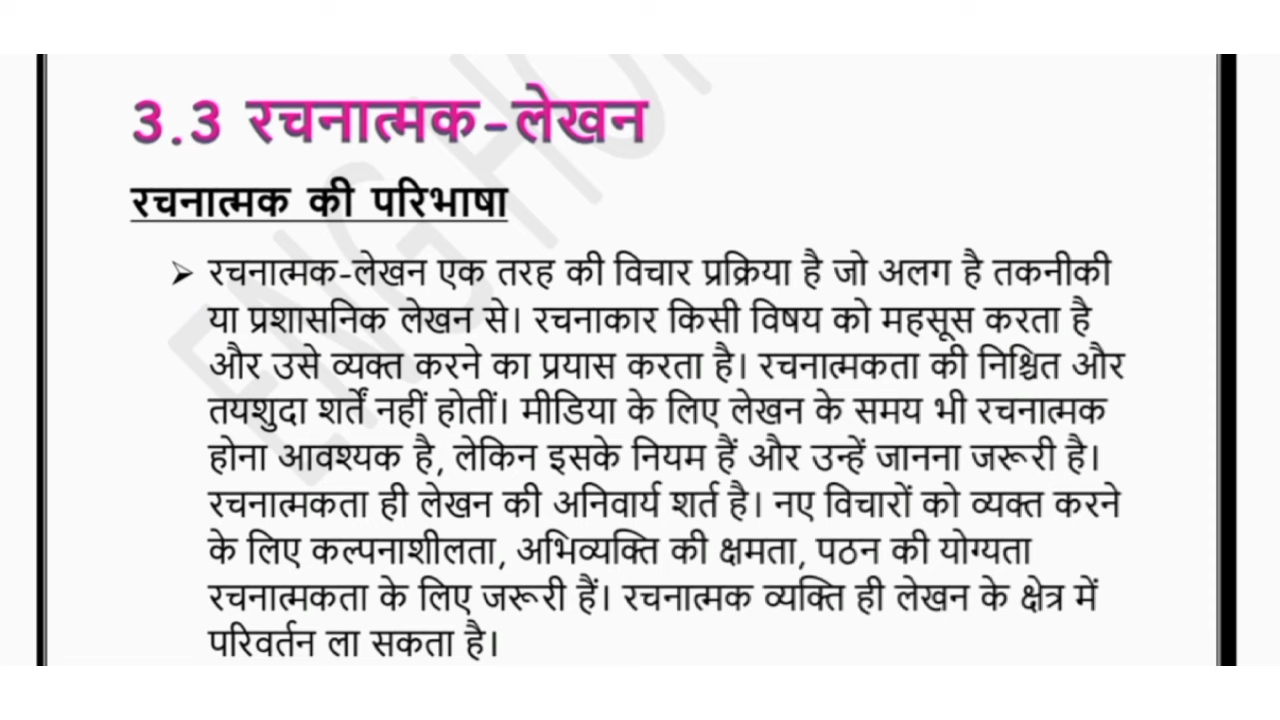 3.3 रचनात्मक-लेखन
रचनात्मक की परिभाषा
➢ रचनात्मक-लेखन एक तरह की विचार प्रक्रिया है जो अलग है तकनीकी
या प्रशासनिक लेखन से। रचनाकार किसी विषय को महसूस करता है
और उसे व्यक्त करने का प्रयास करता है। रचनात्मकता की निश्चित और
तयशुदा शर्तें नहीं होतीं। मीडिया के लिए लेखन के समय भी रचनात्मक
होना आवश्यक है, लेकिन इसके नियम हैं और उन्हें जानना जरूरी है।
रचनात्मकता ही लेखन की अनिवार्य शर्त है। नए विचारों को व्यक्त करने
के लिए कल्पनाशीलता, अभिव्यक्ति की क्षमता, पठन की योग्यता
रचनात्मकता के लिए जरूरी हैं। रचनात्मक व्यक्ति ही लेखन के क्षेत्र में
परिवर्तन ला सकता है।